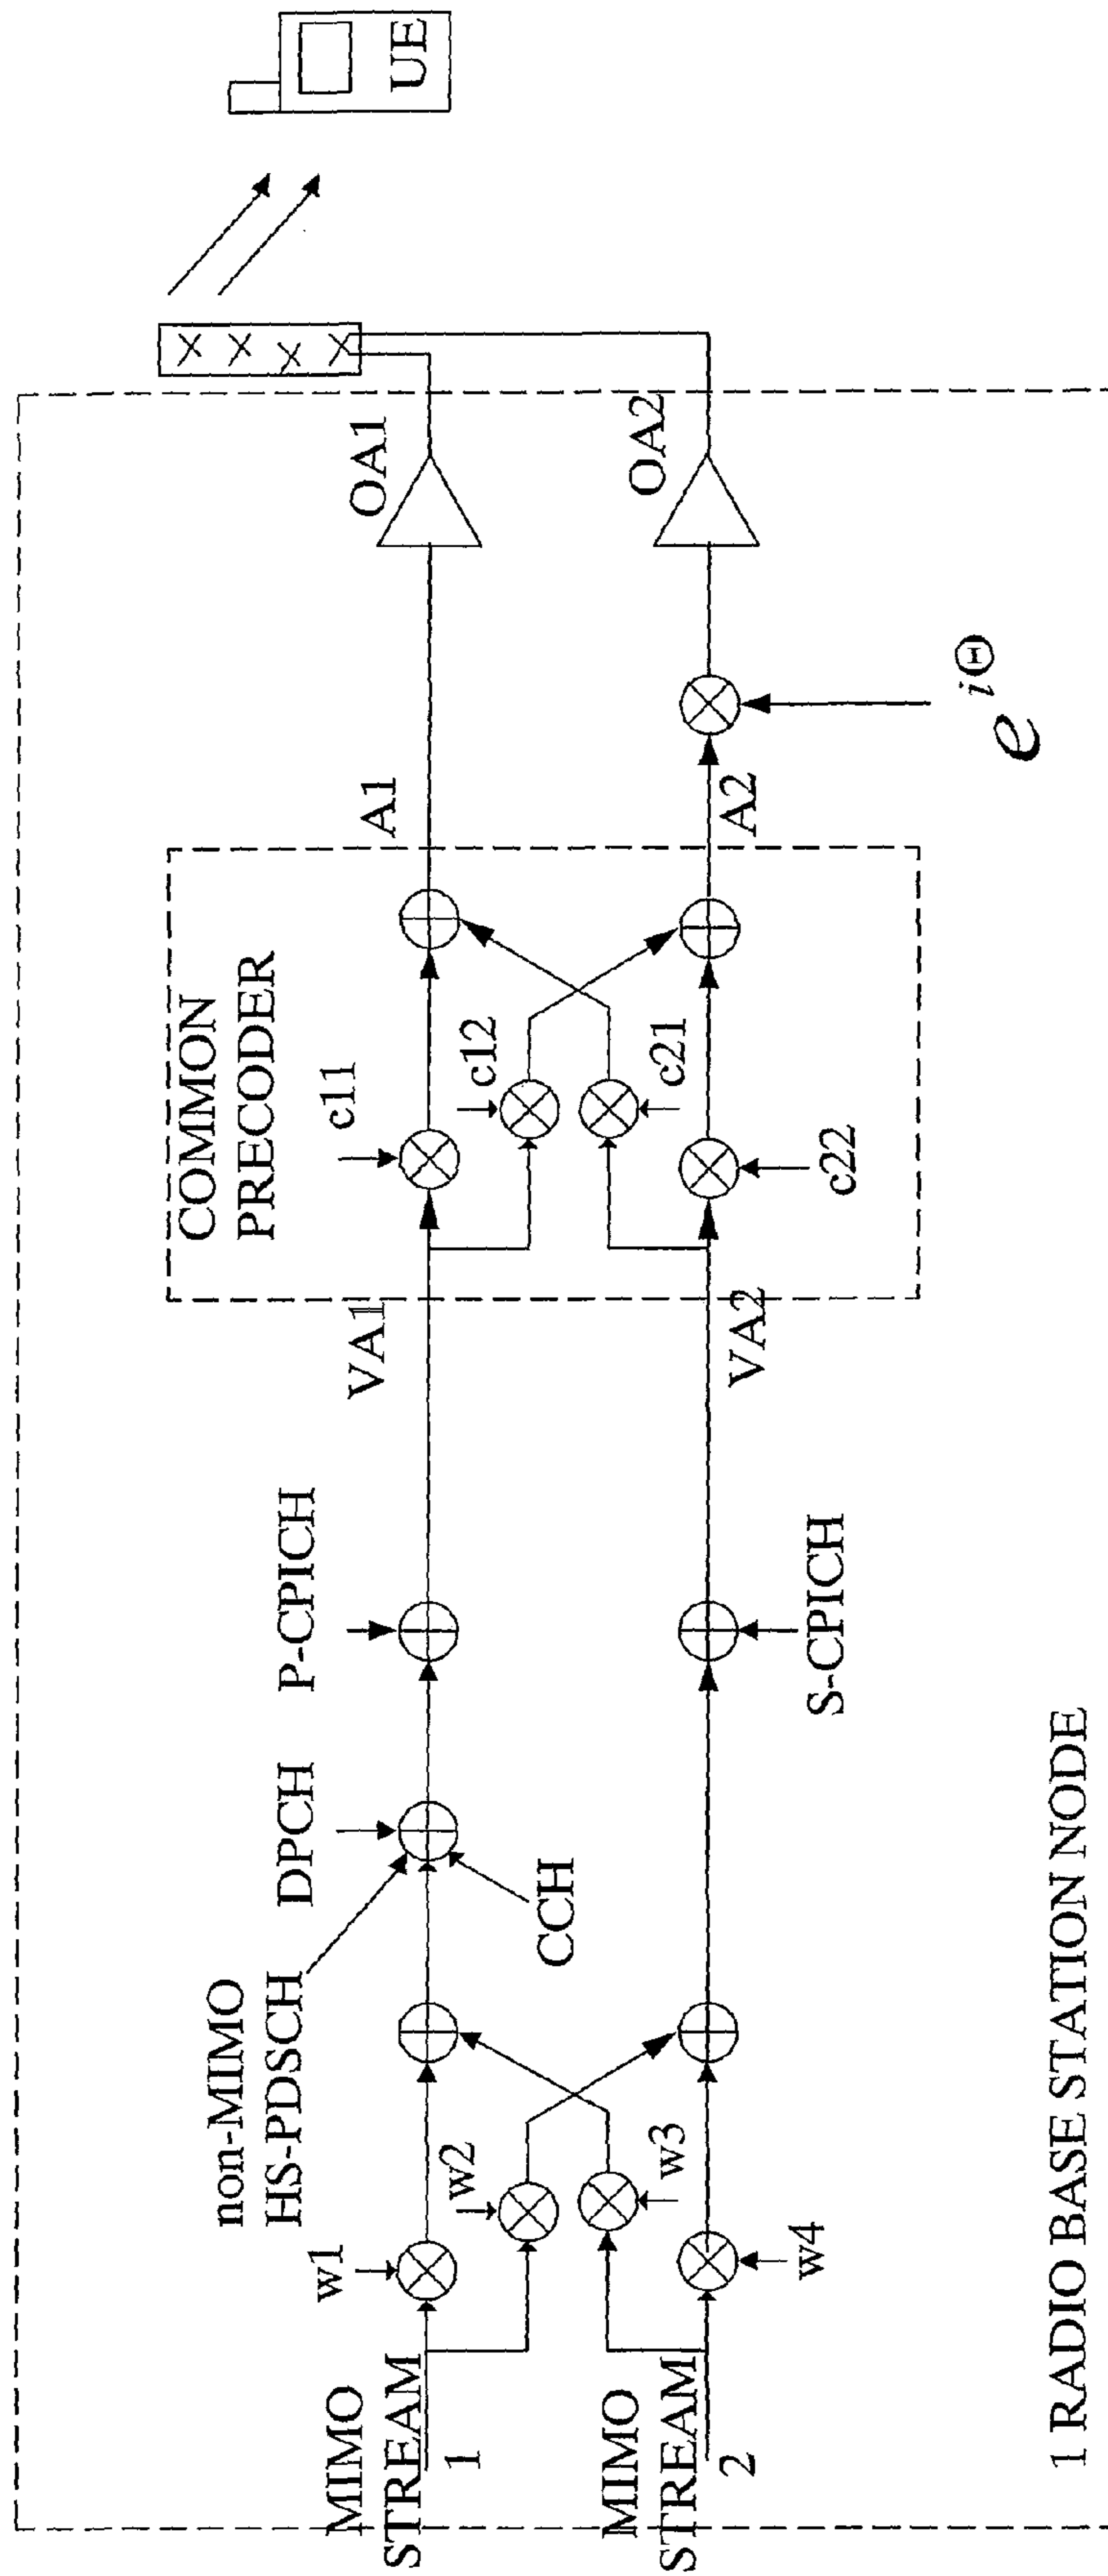 MIMO
STREAM
1
MIMO
STREAM
2
w1
w2
w3
w4
non-MIMO
HS-PDSCH
DPCH
CCH
P-CPICH
S-CPICH
VA1
VA2
COMMON
PRECODER
c11
c12
c21
c22
A1
A2
e^{iΘ}
OA1
OA2
UE
1 RADIO BASE STATION NODE